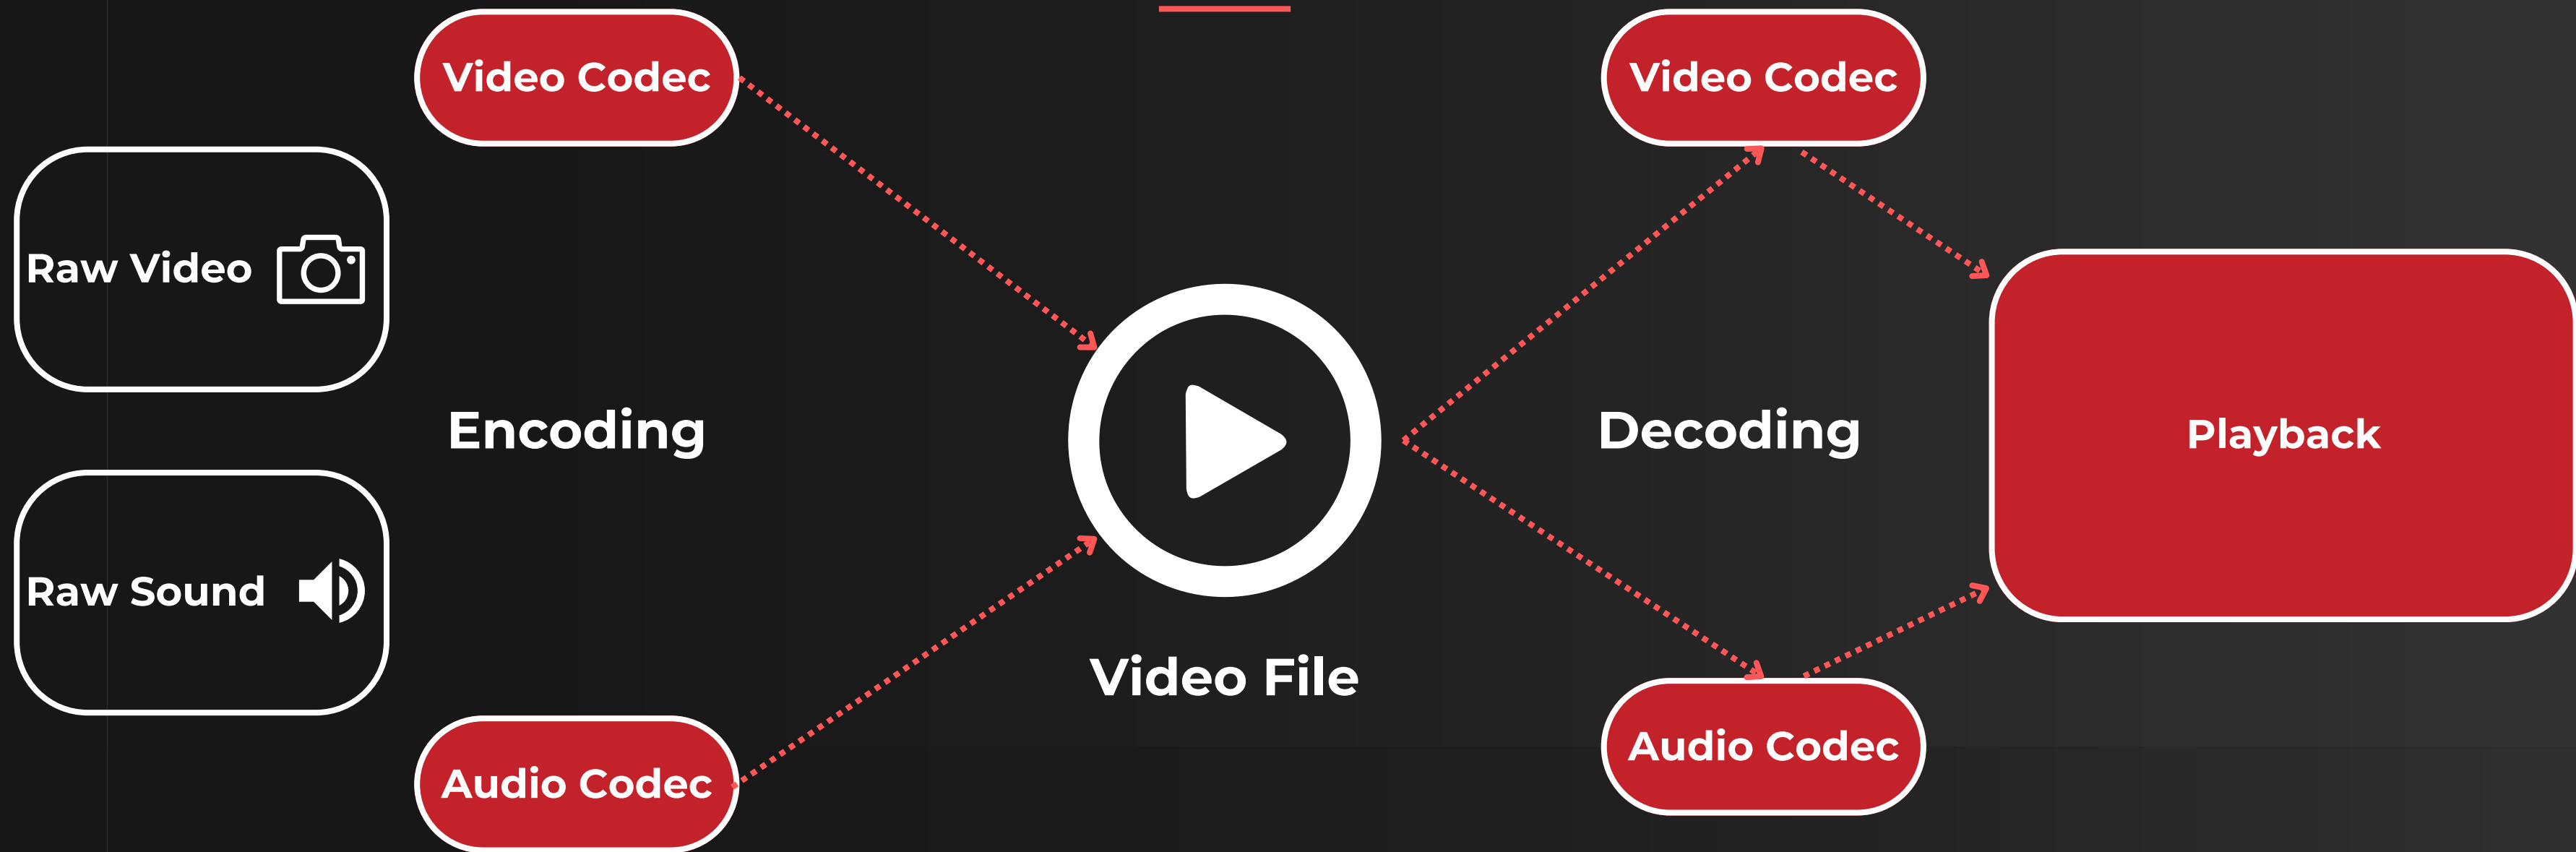 Video Codec
Video Codec
Raw Video
Encoding
Decoding
Playback
Raw Sound
Video File
Audio Codec
Audio Codec